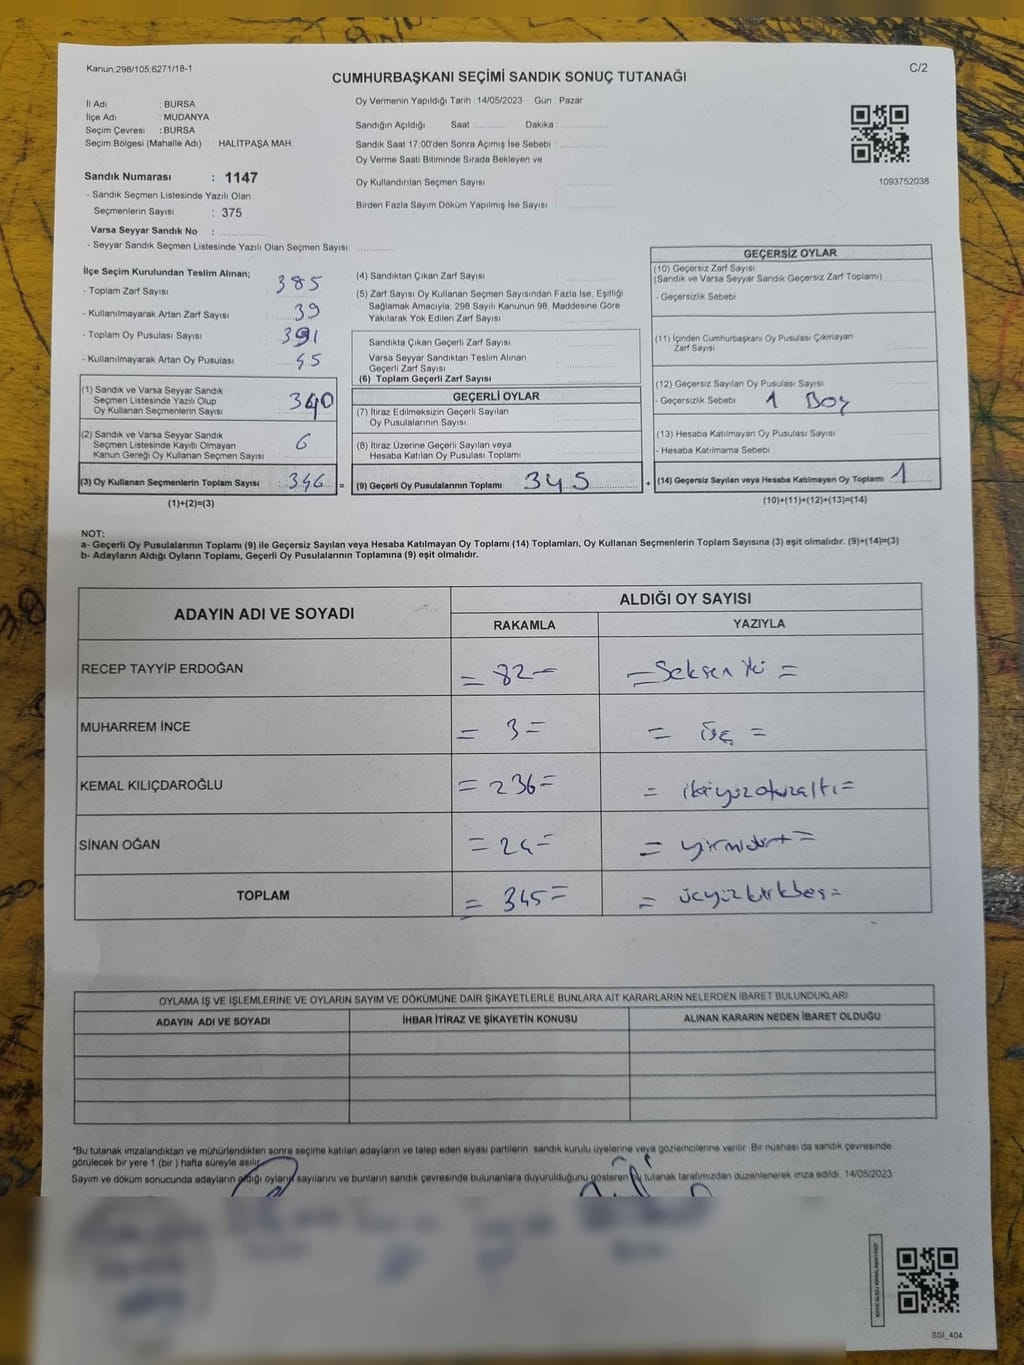 Kanun;298/105;6271/18-1
C/2
CUMHURBAŞKANI SEÇİMİ SANDIK SONUÇ TUTANAĞI
İl Adı : BURSA
İlçe Adı : MUDANYA
Seçim Çevresi : BURSA
Seçim Bölgesi (Mahalle Adı) : HALİTPAŞA MAH.
Sandık Numarası : 1147
- Sandık Seçmen Listesinde Yazılı Olan
Seçmenlerin Sayısı : 375
Varsa Seyyar Sandık No : ..............
- Seyyar Sandık Seçmen Listesinde Yazılı Olan Seçmen Sayısı: ...........
Oy Vermenin Yapıldığı Tarih : 14/05/2023 Gün : Pazar
Sandığın Açıldığı Saat :........... Dakika :..............
Sandık Saat 17:00'den Sonra Açımış İse Sebebi :..............
Oy Verme Saati Bitiminde Sırada Bekleyen ve
Oy Kullandırılan Seçmen Sayısı ..............
Birden Fazla Sayım Döküm Yapılmış İse Sayısı : ..............
1093752038
İlçe Seçim Kurulundan Teslim Alınan;
- Toplam Zarf Sayısı : 385
- Kullanılmayarak Artan Zarf Sayısı : 39
- Toplam Oy Pusulası Sayısı : 391
- Kullanılmayarak Artan Oy Pusulası : 45
(1) Sandık ve Varsa Seyyar Sandık
Seçmen Listesinde Yazılı Olup
Oy Kullanan Seçmenlerin Sayısı : 340
(2) Sandık ve Varsa Seyyar Sandık
Seçmen Listesinde Kayıtlı Olmayan
Kanun Gereği Oy Kullanan Seçmen Sayısı : 6
(3) Oy Kullanan Seçmenlerin Toplam Sayısı : 346 =
(1)+(2)=(3)
(4) Sandıktan Çıkan Zarf Sayısı
(5) Zarf Sayısı Oy Kullanan Seçmen Sayısından Fazla İse, Eşitliği
Sağlamak Amacıyla; 298 Sayılı Kanunun 98. Maddesine Göre
Yakılarak Yok Edilen Zarf Sayısı
Sandıkta Çıkan Geçerli Zarf Sayısı
Varsa Seyyar Sandıktan Teslim Alınan
Geçerli Zarf Sayısı
(6) Toplam Geçerli Zarf Sayısı
GEÇERLİ OYLAR
(7) İtiraz Edilmeksizin Geçerli Sayılan
Oy Pusulalarının Sayısı
(8) İtiraz Üzerine Geçerli Sayılan veya
Hesaba Katılan Oy Pusulası Toplamı
(9) Geçerli Oy Pusulalarının Toplamı 345 +
GEÇERSİZ OYLAR
(10) Geçersiz Zarf Sayısı
(Sandık ve Varsa Seyyar Sandık Geçersiz Zarf Toplamı)
- Geçersizlik Sebebi
(11) İçinden Cumhurbaşkanı Oy Pusulası Çıkmayan
Zarf Sayısı
(12) Geçersiz Sayılan Oy Pusulası Sayısı
- Geçersizlik Sebebi : 1
(13) Hesaba Katılmayan Oy Pusulası Sayısı
- Hesaba Katılmama Sebebi
(14) Geçersiz Sayılan veya Hesaba Katılmayan Oy Toplamı 1
(10)+(11)+(12)+(13)=(14)
NOT:
a- Geçerli Oy Pusulalarının Toplamı (9) ile Geçersiz Sayılan veya Hesaba Katılmayan Oy Toplamı (14) Toplamları, Oy Kullanan Seçmenlerin Toplam Sayısına (3) eşit olmalıdır. (9)+(14)=(3)
b- Adayların Aldığı Oyların Toplamı, Geçerli Oy Pusulalarının Toplamına (9) eşit olmalıdır.
ADAYIN ADI VE SOYADI ALDIĞI OY SAYISI
RAKAMLA YAZIYLA
RECEP TAYYİP ERDOĞAN = 82 = = Seksen iki =
MUHARREM İNCE = 3 = = üç =
KEMAL KILIÇDAROĞLU = 236 = = ikiyüzotuzaltı =
SİNAN OĞAN = 24 = = yirmidört =
TOPLAM = 345 = = üçyüzkırkbeş =
OYLAMA İŞ VE İŞLEMLERİNE VE OYLARIN SAYIM VE DÖKÜMÜNE DAİR ŞİKAYETLERLE BUNLARA AİT KARARLARIN NELERDEN İBARET BULUNDUKLARI
ADAYIN ADI VE SOYADI İHBAR İTİRAZ VE ŞİKAYETİN KONUSU ALINAN KARARIN NEDEN İBARET OLDUĞU
*Bu tutanak imzalandıktan ve mühürlendikten sonra seçime katılan adayların ve talep eden siyasi partilerin sandık kurulu üyelerine veya gözlemcilerine verilir. Bir nüshası da sandık çevresinde
görülecek bir yere 1 (bir ) hafta süreyle asılır.
Sayım ve döküm sonucunda adayların aldığı oyların sayılarını ve bunların sandık çevresinde bulunanlara duyurulduğunu gösteren bu tutanak tarafımızdan düzenlenerek imza edildi. 14/05/2023
SSI_404